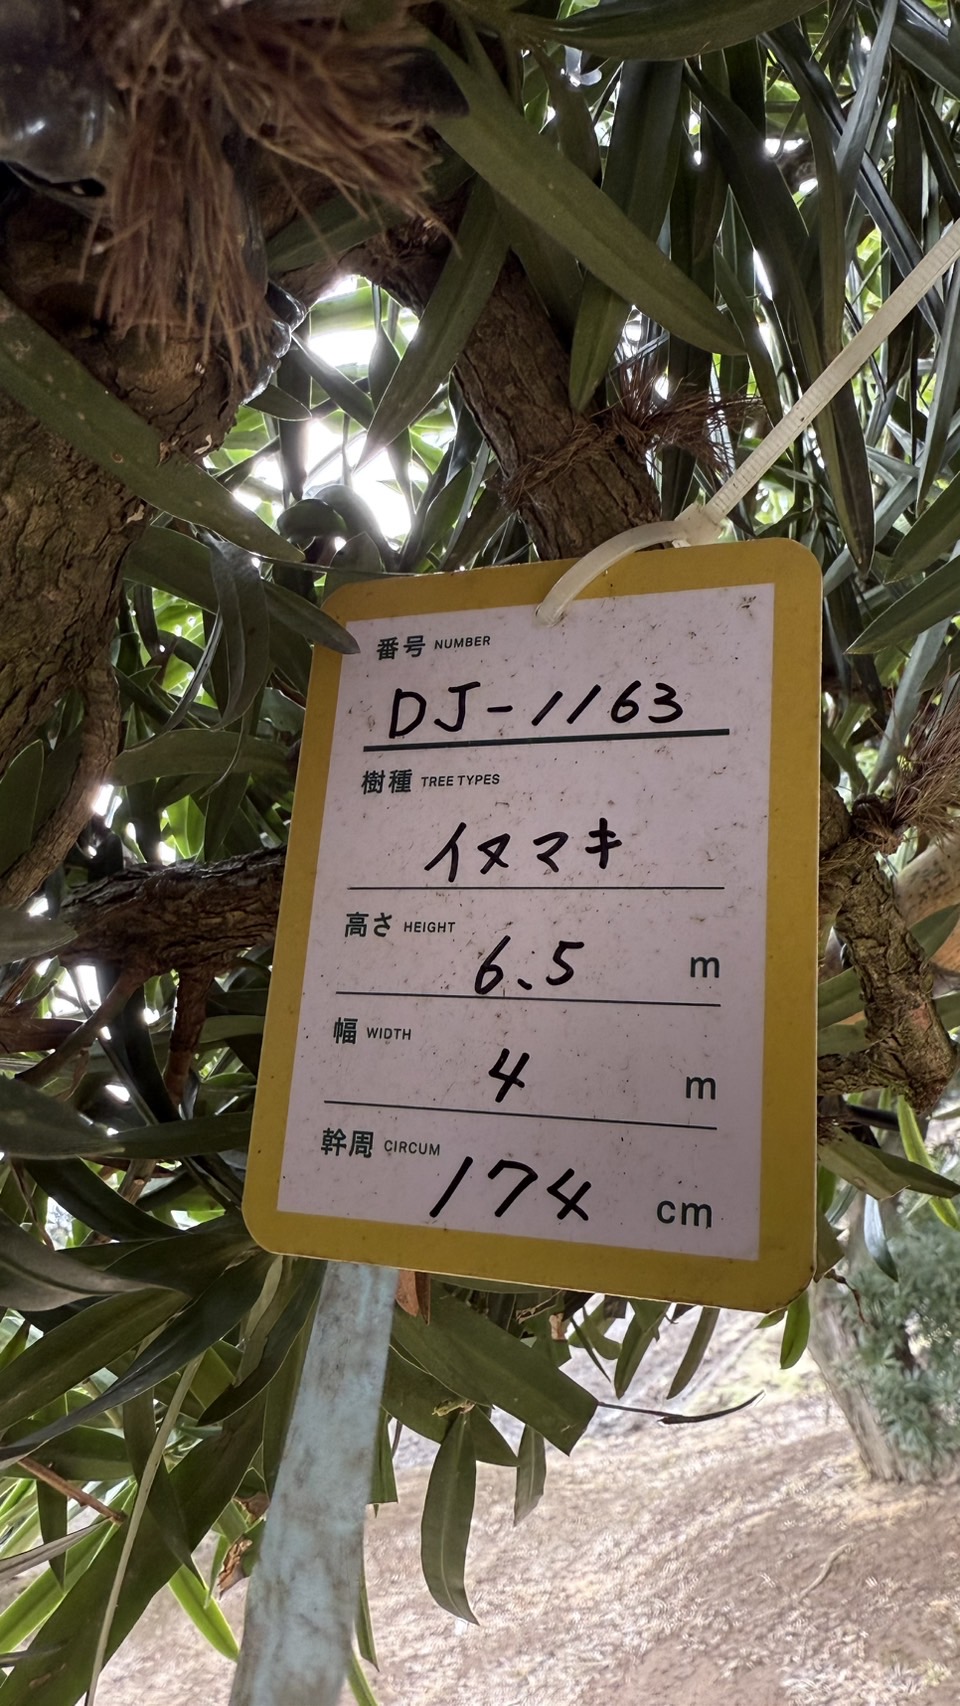 番号 NUMBER
DJ-1163
樹種 TREE TYPES
イヌマキ
高さ HEIGHT
6.5 m
幅 WIDTH
4 m
幹周 CIRCUM
174 cm